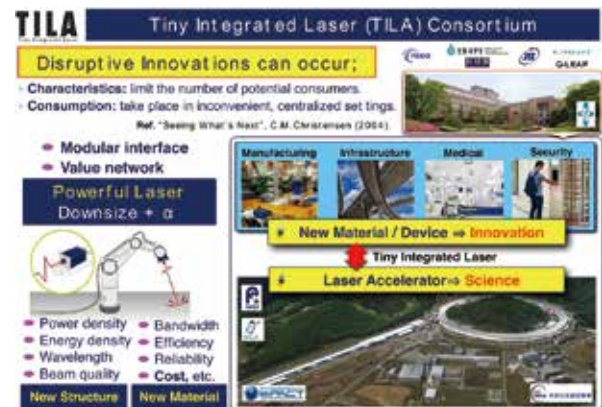 TILA
Tiny Integrated Laser (TILA) Consortium
Disruptive Innovations can occur;
Characteristics: limit the number of potential consumers.
Consumption: take place in inconvenient, centralized settings.
Ref. "Seeing What's Next", C.M.Christensen (2004)
Q-LEAP
Modular interface
Value network
Powerful Laser
Downsize + α
Manufacturing
Infrastructure
Medical
Security
New Material / Device ⇒ Innovation
Tiny Integrated Laser
Laser Accelerator ⇒ Science
Power density
Energy density
Wavelength
Beam quality
Bandwidth
Efficiency
Reliability
Cost, etc.
New Structure
New Material
ImPACT